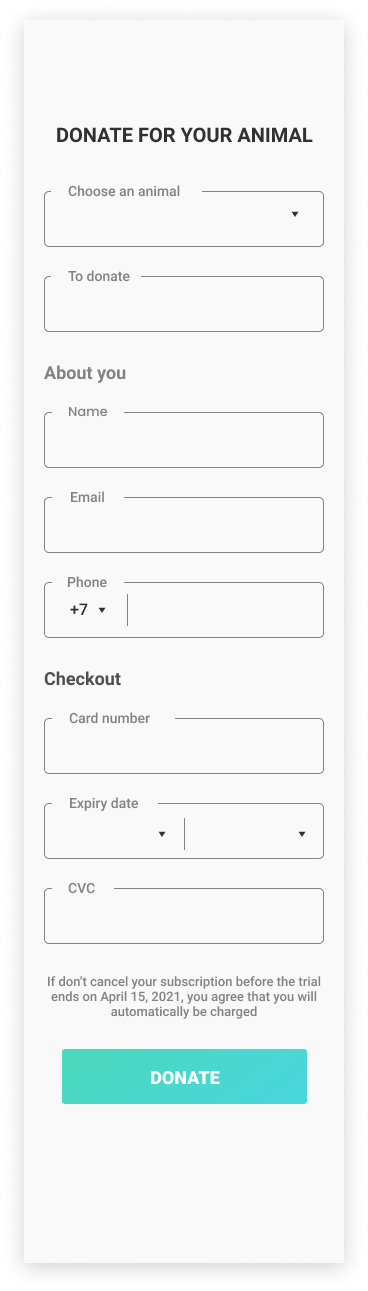 DONATE FOR YOUR ANIMAL
Choose an animal
To donate
About you
Name
Email
Phone
+7
Checkout
Card number
Expiry date
CVC
If don’t cancel your subscription before the trial
ends on April 15, 2021, you agree that you will
automatically be charged
DONATE